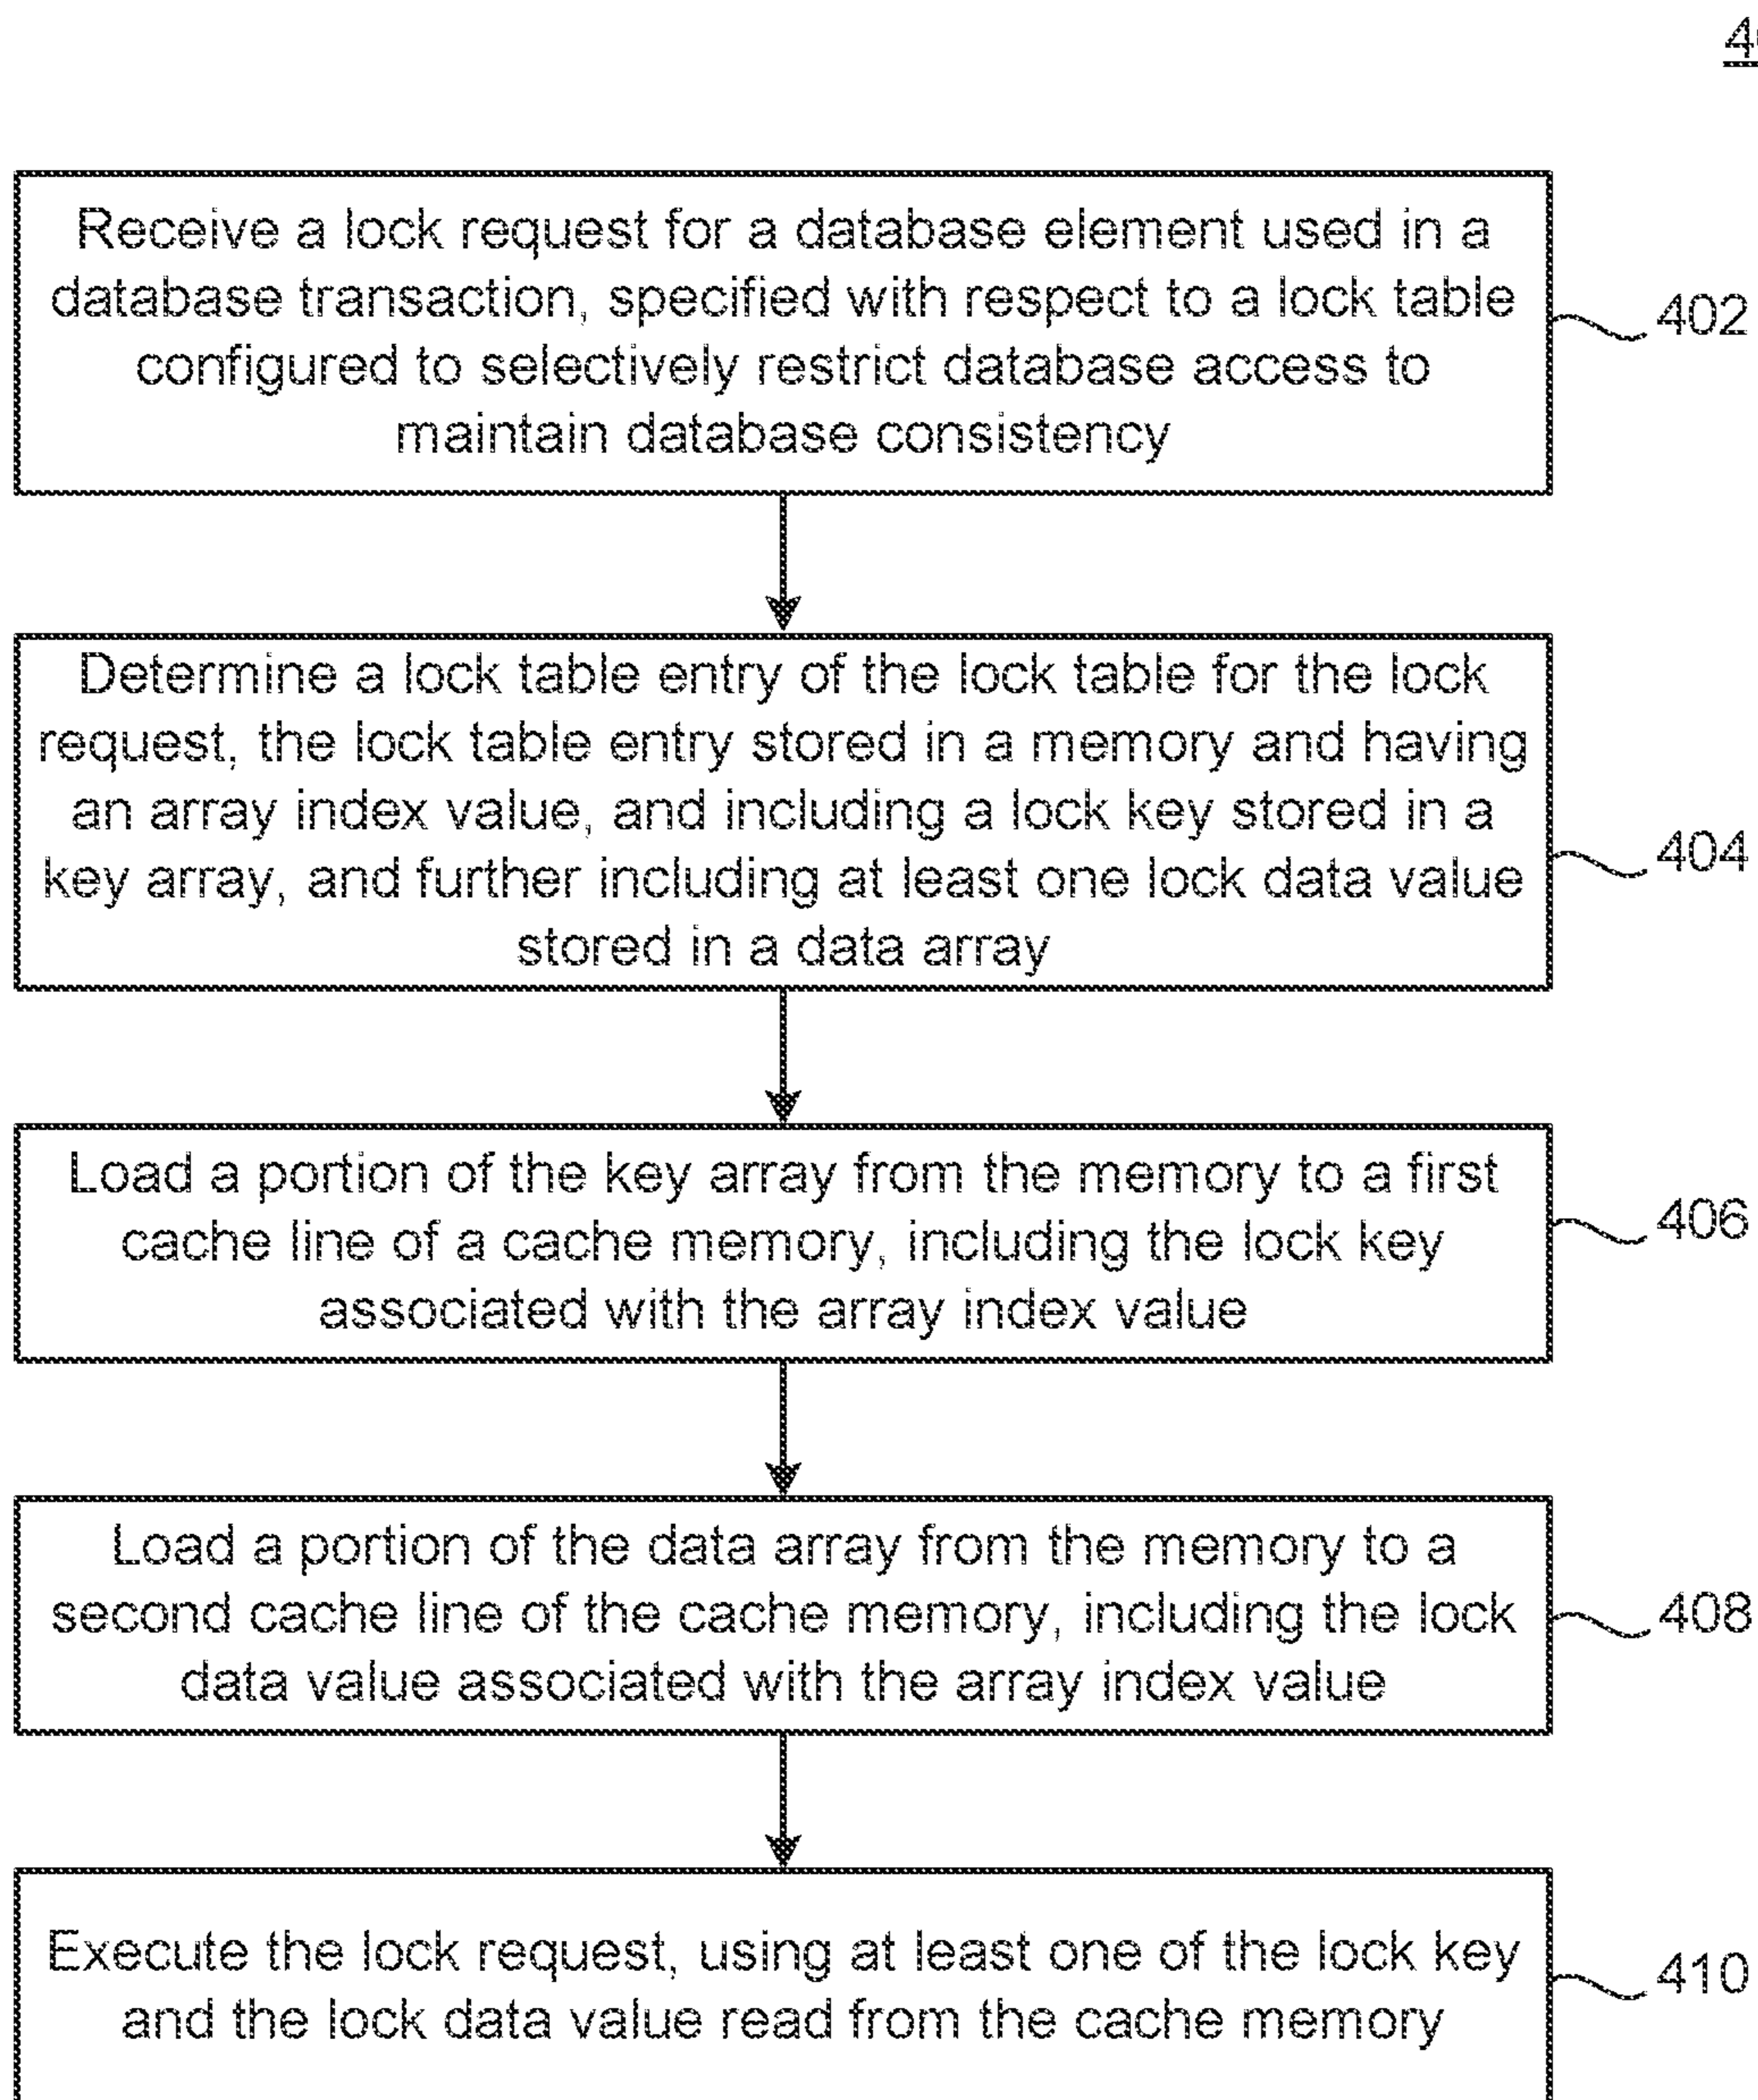 Receive a lock request for a database element used in a
database transaction, specified with respect to a lock table
configured to selectively restrict database access to
maintain database consistency
402
Determine a lock table entry of the lock table for the lock
request, the lock table entry stored in a memory and having
an array index value, and including a lock key stored in a
key array, and further including at least one lock data value
stored in a data array
404
Load a portion of the key array from the memory to a first
cache line of a cache memory, including the lock key
associated with the array index value
406
Load a portion of the data array from the memory to a
second cache line of the cache memory, including the lock
data value associated with the array index value
408
Execute the lock request, using at least one of the lock key
and the lock data value read from the cache memory
410